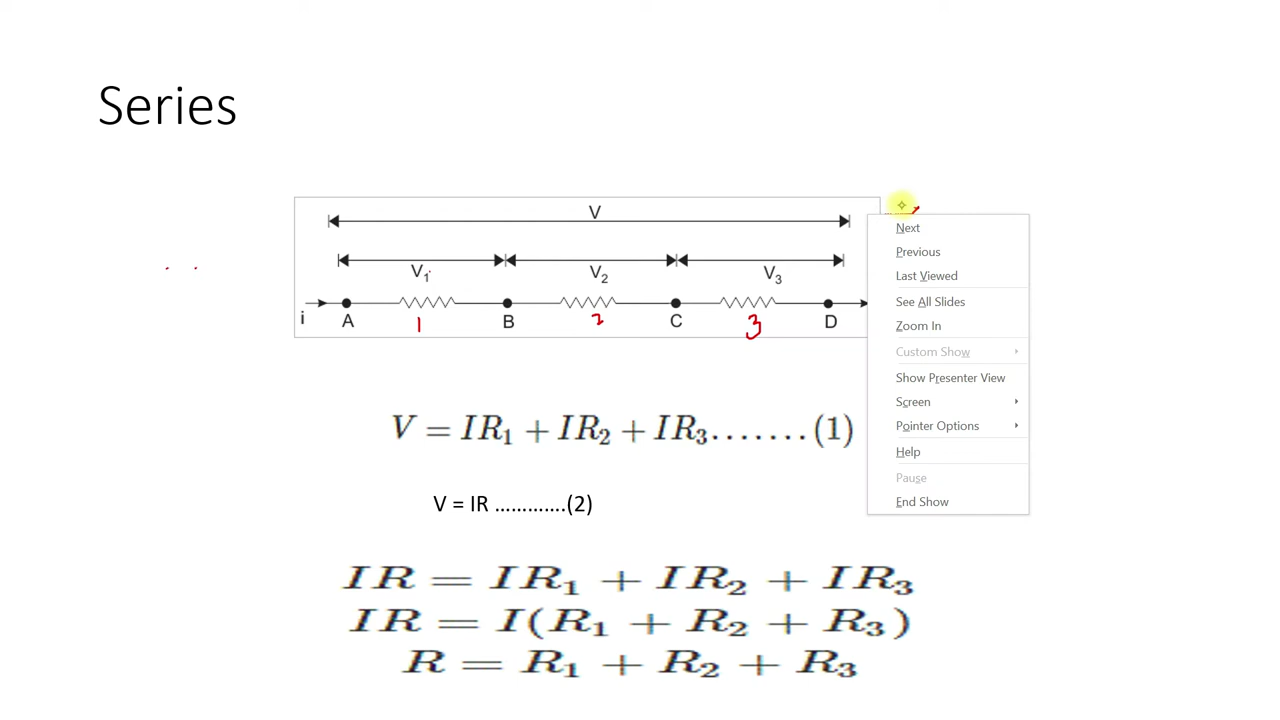 Series
V
V1
V2
V3
i
A
1
B
2
C
3
D
V = IR1 + IR2 + IR3.......(1)
V = IR .............(2)
IR = IR1 + IR2 + IR3
IR = I(R1 + R2 + R3)
R = R1 + R2 + R3
Next
Previous
Last Viewed
See All Slides
Zoom In
Custom Show
Show Presenter View
Screen
Pointer Options
Help
Pause
End Show